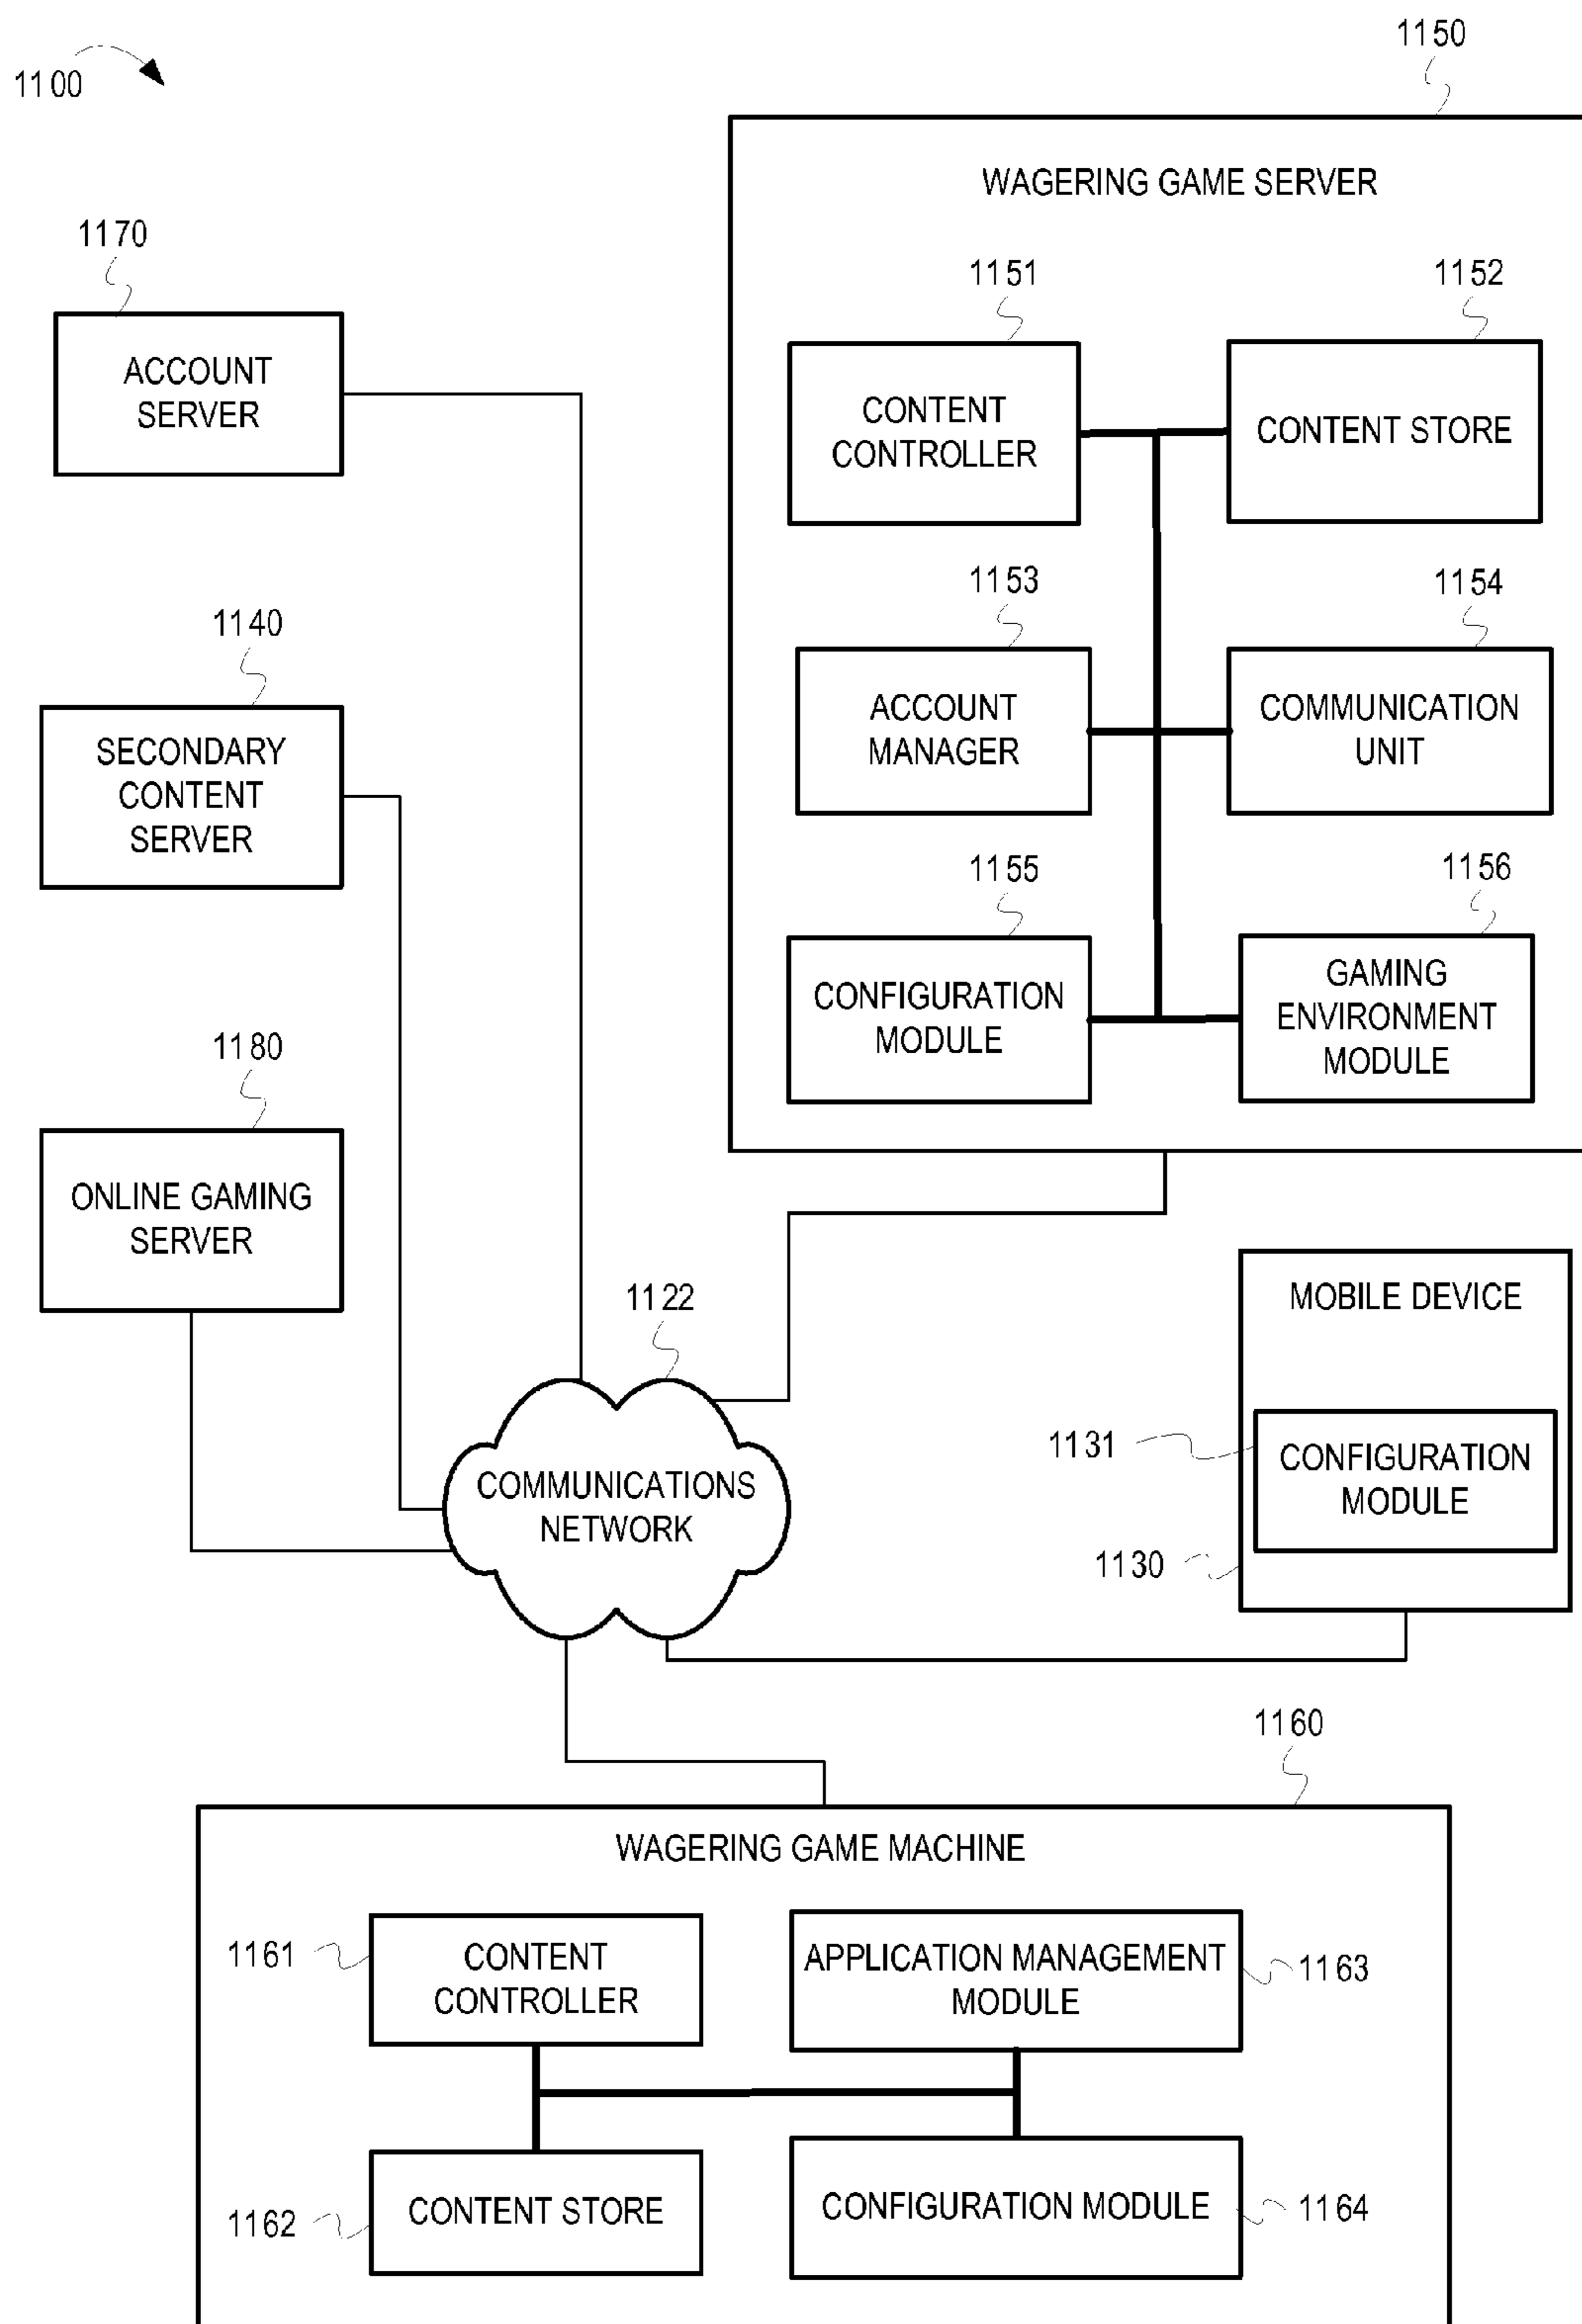 1100
1150
WAGERING GAME SERVER
1170
ACCOUNT
SERVER
1151
CONTENT
CONTROLLER
1152
CONTENT STORE
1153
ACCOUNT
MANAGER
1154
COMMUNICATION
UNIT
1140
SECONDARY
CONTENT
SERVER
1155
CONFIGURATION
MODULE
1156
GAMING
ENVIRONMENT
MODULE
1180
ONLINE GAMING
SERVER
1122
COMMUNICATIONS
NETWORK
MOBILE DEVICE
1131
CONFIGURATION
MODULE
1130
1160
WAGERING GAME MACHINE
1161
CONTENT
CONTROLLER
APPLICATION MANAGEMENT
MODULE
1163
1162
CONTENT STORE
CONFIGURATION MODULE
1164